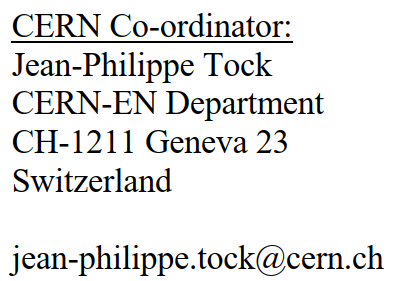 CERN Co-ordinator:
Jean-Philippe Tock
CERN-EN Department
CH-1211 Geneva 23
Switzerland
jean-philippe.tock@cern.ch